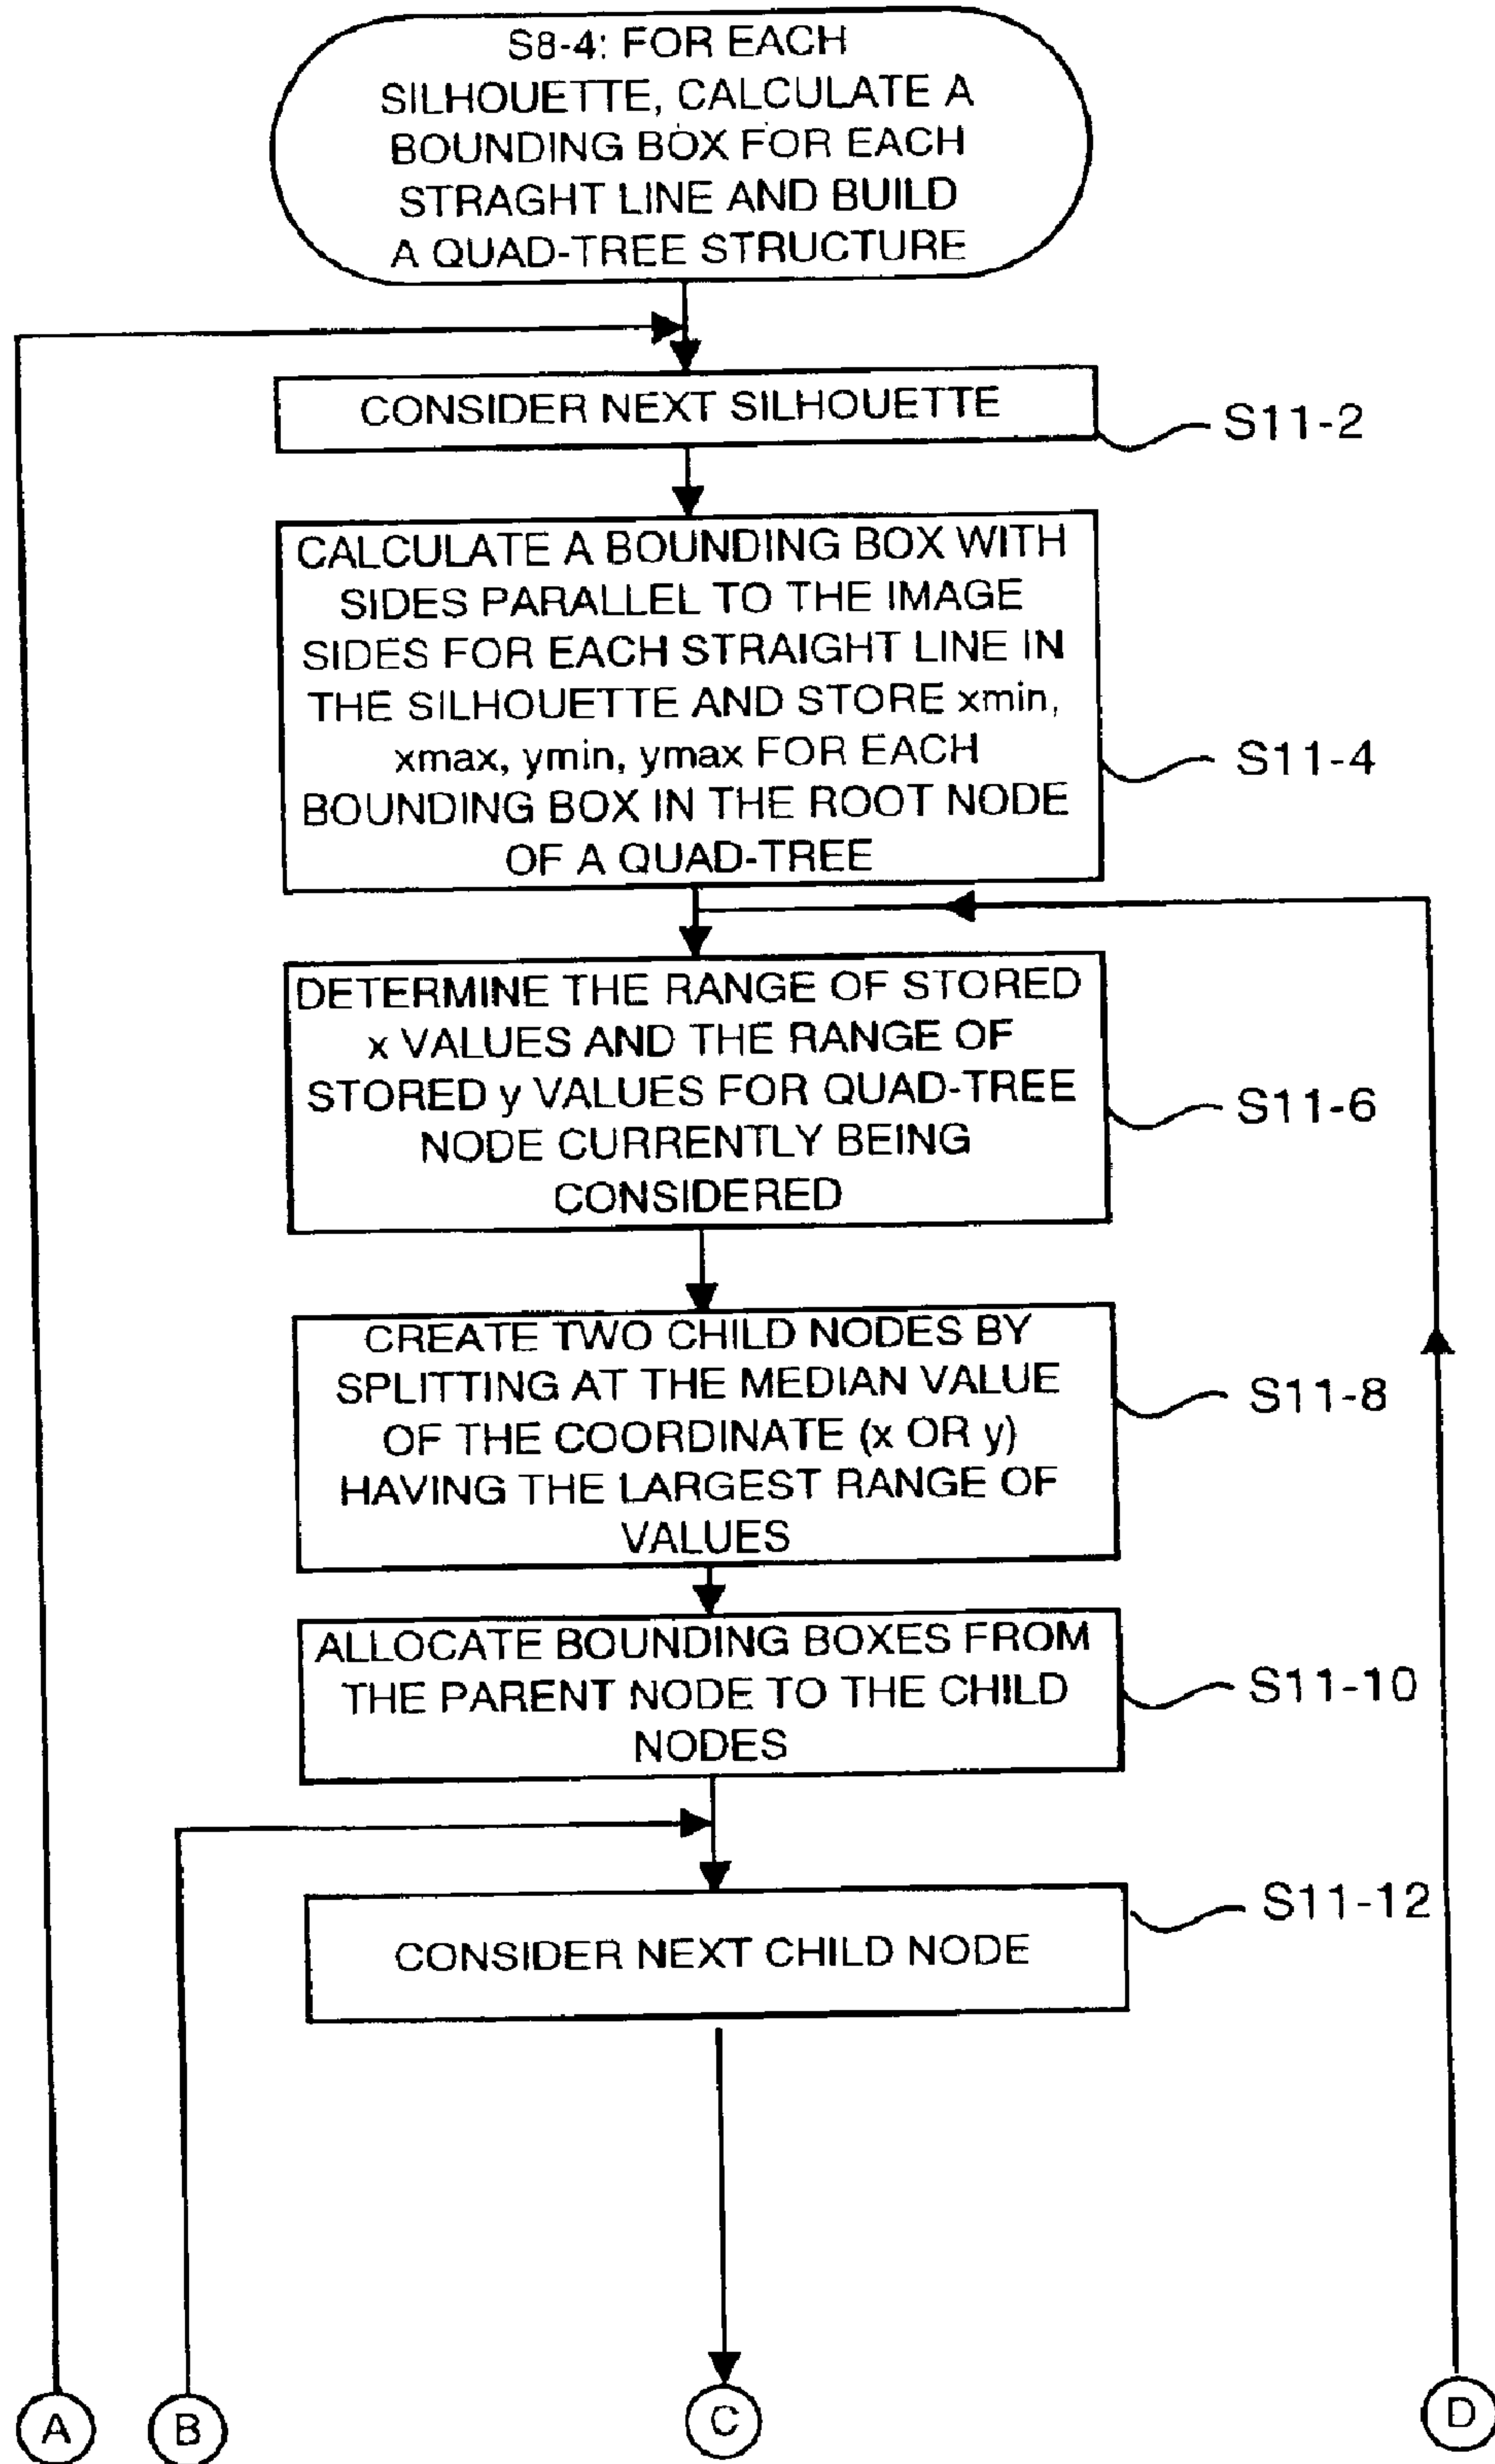 S8-4: FOR EACH
SILHOUETTE, CALCULATE A
BOUNDING BOX FOR EACH
STRAGHT LINE AND BUILD
A QUAD-TREE STRUCTURE
CONSIDER NEXT SILHOUETTE
S11-2
CALCULATE A BOUNDING BOX WITH
SIDES PARALLEL TO THE IMAGE
SIDES FOR EACH STRAIGHT LINE IN
THE SILHOUETTE AND STORE xmin,
xmax, ymin, ymax FOR EACH
BOUNDING BOX IN THE ROOT NODE
OF A QUAD-TREE
S11-4
DETERMINE THE RANGE OF STORED
x VALUES AND THE RANGE OF
STORED y VALUES FOR QUAD-TREE
NODE CURRENTLY BEING
CONSIDERED
S11-6
CREATE TWO CHILD NODES BY
SPLITTING AT THE MEDIAN VALUE
OF THE COORDINATE (x OR y)
HAVING THE LARGEST RANGE OF
VALUES
S11-8
ALLOCATE BOUNDING BOXES FROM
THE PARENT NODE TO THE CHILD
NODES
S11-10
CONSIDER NEXT CHILD NODE
S11-12
A
B
C
D